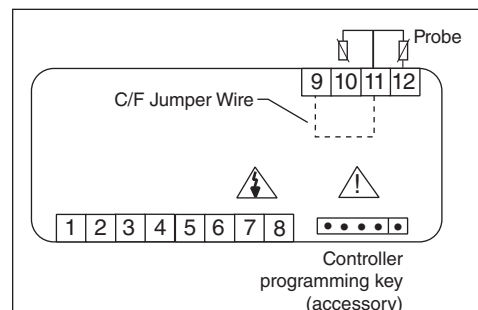 Probe
9 10 11 12
C/F Jumper Wire
!
1 2 3 4 5 6 7 8
Controller
programming key
(accessory)